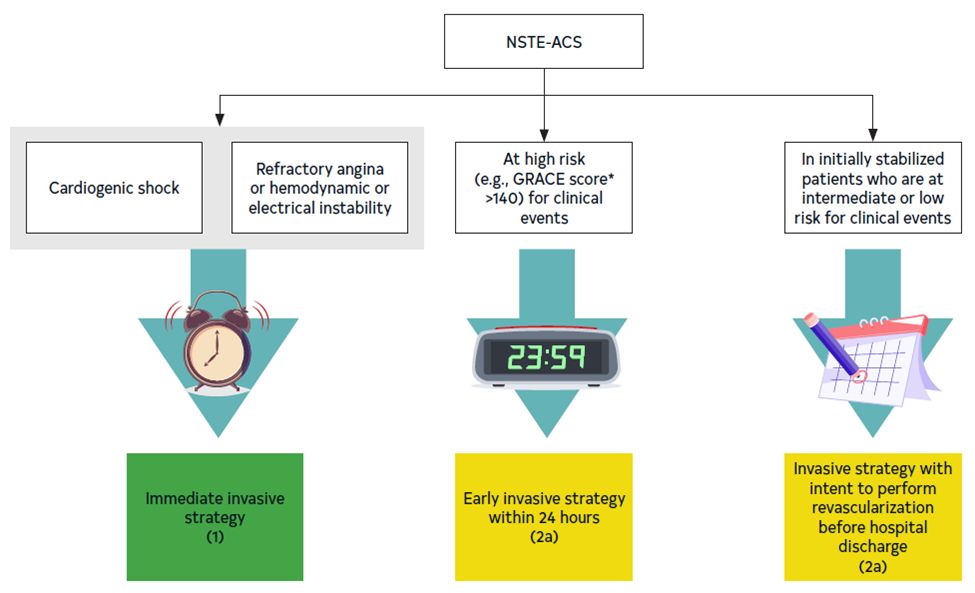 NSTE-ACS
Cardiogenic shock
Refractory angina
or hemodynamic or
electrical instability
At high risk
(e.g., GRACE score*
>140) for clinical
events
In initially stabilized
patients who are at
intermediate or low
risk for clinical events
23:59
Immediate invasive
strategy
(1)
Early invasive strategy
within 24 hours
(2a)
Invasive strategy with
intent to perform
revascularization
before hospital
discharge
(2a)